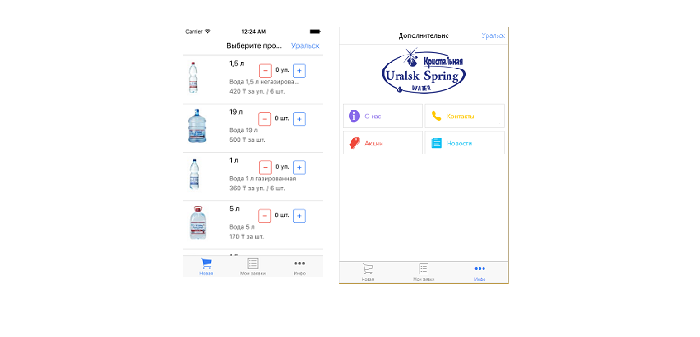 Carrier 12:24 AM
Выберите про... Уральск
1,5 л
− 0 уп. +
Вода 1,5 л негазирова...
420 ₸ за уп. / 6 шт.
19 л
− 0 шт. +
Вода 19 л
500 ₸ за шт.
1 л
− 0 уп. +
Вода 1 л газированная
360 ₸ за уп. / 6 шт.
5 л
− 0 шт. +
Вода 5 л
170 ₸ за шт.
Новая Мои заявки Инфо
Дополнительно Уральск
Кристальная
Uralsk Spring
WATER
О нас Контакты
Акции Новости
Новая Мои заявки Инфо